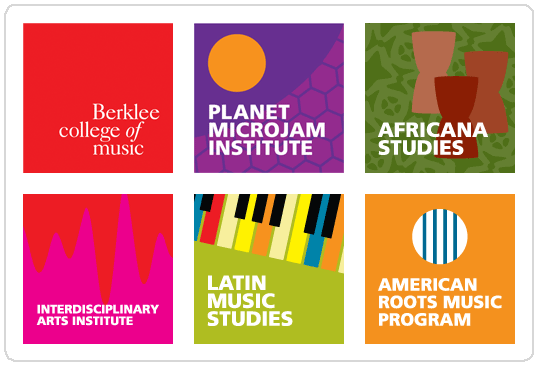 Berklee
college of
music
PLANET
MICROJAM
INSTITUTE
AFRICANA
STUDIES
INTERDISCIPLINARY
ARTS INSTITUTE
LATIN
MUSIC
STUDIES
AMERICAN
ROOTS MUSIC
PROGRAM